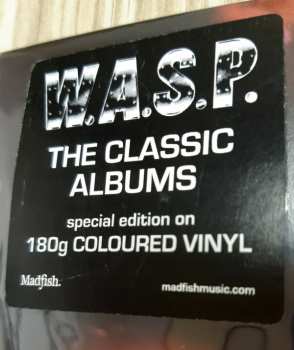 W.A.S.P.
THE CLASSIC
ALBUMS
special edition on
180g COLOURED VINYL
Madfish.
madfishmusic.com